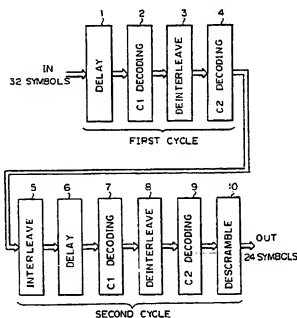 1 2 3 4
IN
32 SYMBOLS
DELAY
C1 DECODING
DEINTERLEAVE
C2 DECODING
FIRST CYCLE
5 6 7 8 9 10
INTERLEAVE
DELAY
C1 DECODING
DEINTERLEAVE
C2 DECODING
DESCRAMBLE
OUT
24 SYMBOLS
SECOND CYCLE